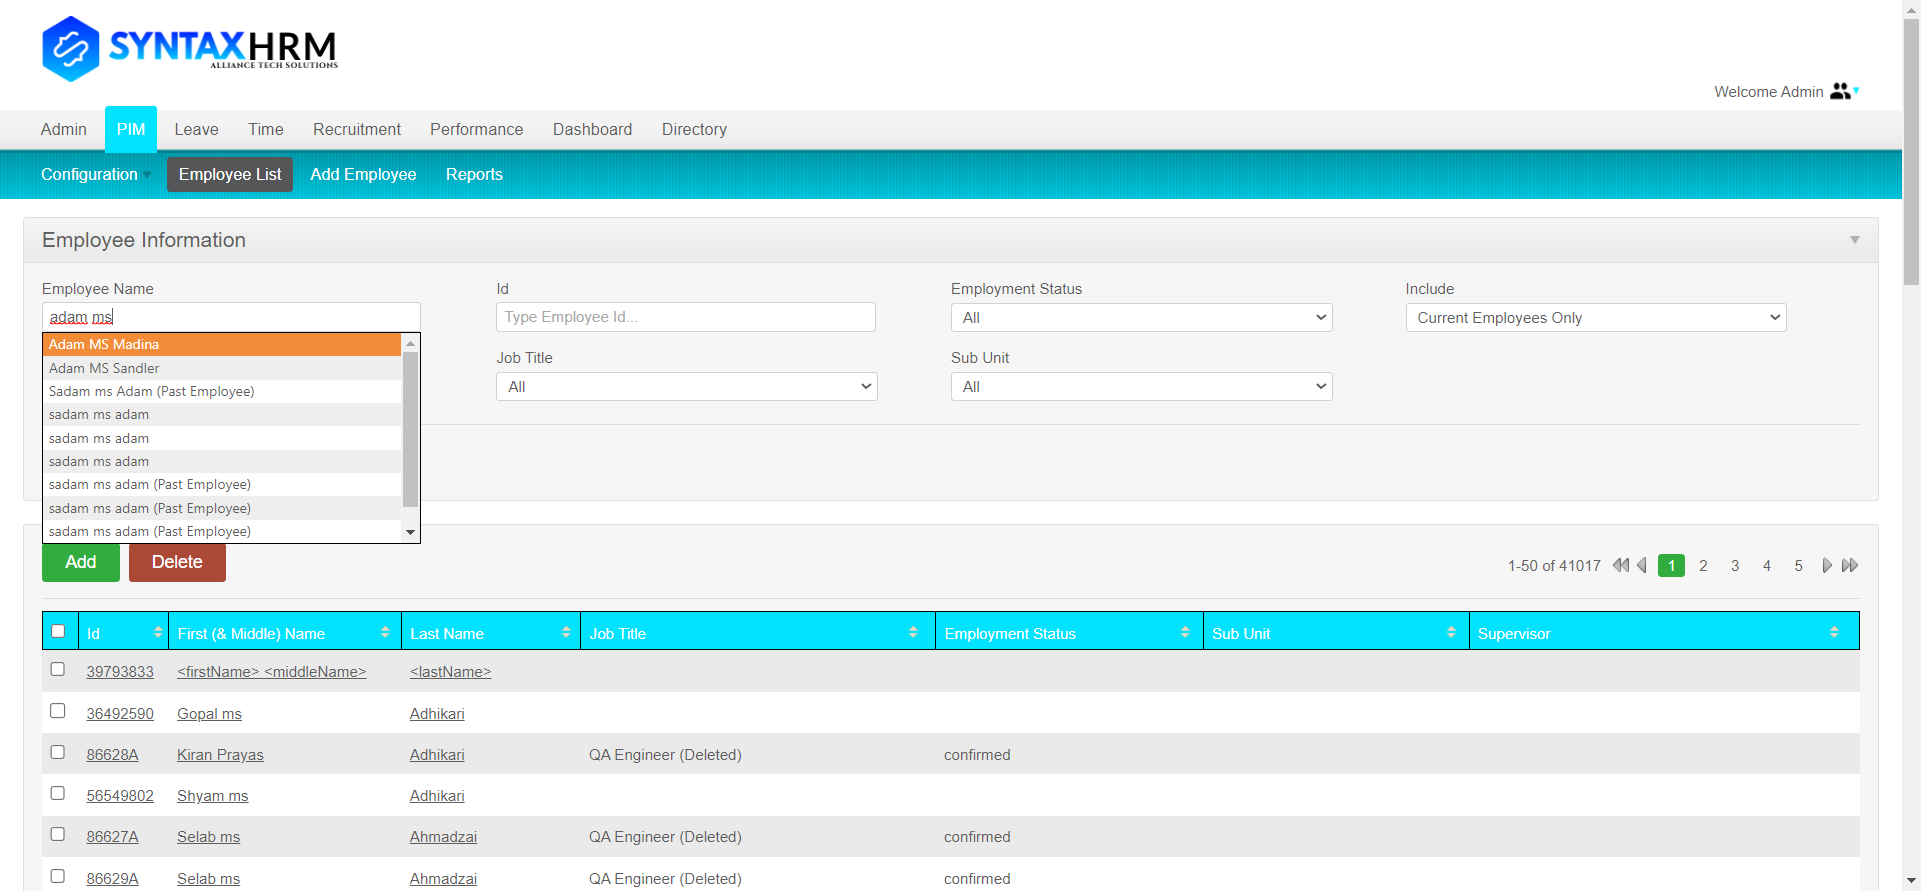 SYNTAXHRM
ALLIANCE TECH SOLUTIONS
Welcome Admin
Admin PIM Leave Time Recruitment Performance Dashboard Directory
Configuration Employee List Add Employee Reports
Employee Information
Employee Name Id Employment Status Include
adam ms Type Employee Id... All Current Employees Only
Job Title Sub Unit
All All
Adam MS Madina
Adam MS Sandler
Sadam ms Adam (Past Employee)
sadam ms adam
sadam ms adam
sadam ms adam
sadam ms adam (Past Employee)
sadam ms adam (Past Employee)
sadam ms adam (Past Employee)
Add Delete 1-50 of 41017 1 2 3 4 5
Id First (& Middle) Name Last Name Job Title Employment Status Sub Unit Supervisor
39793833 <firstName> <middleName> <lastName>
36492590 Gopal ms Adhikari
86628A Kiran Prayas Adhikari QA Engineer (Deleted) confirmed
56549802 Shyam ms Adhikari
86627A Selab ms Ahmadzai QA Engineer (Deleted) confirmed
86629A Selab ms Ahmadzai QA Engineer (Deleted) confirmed